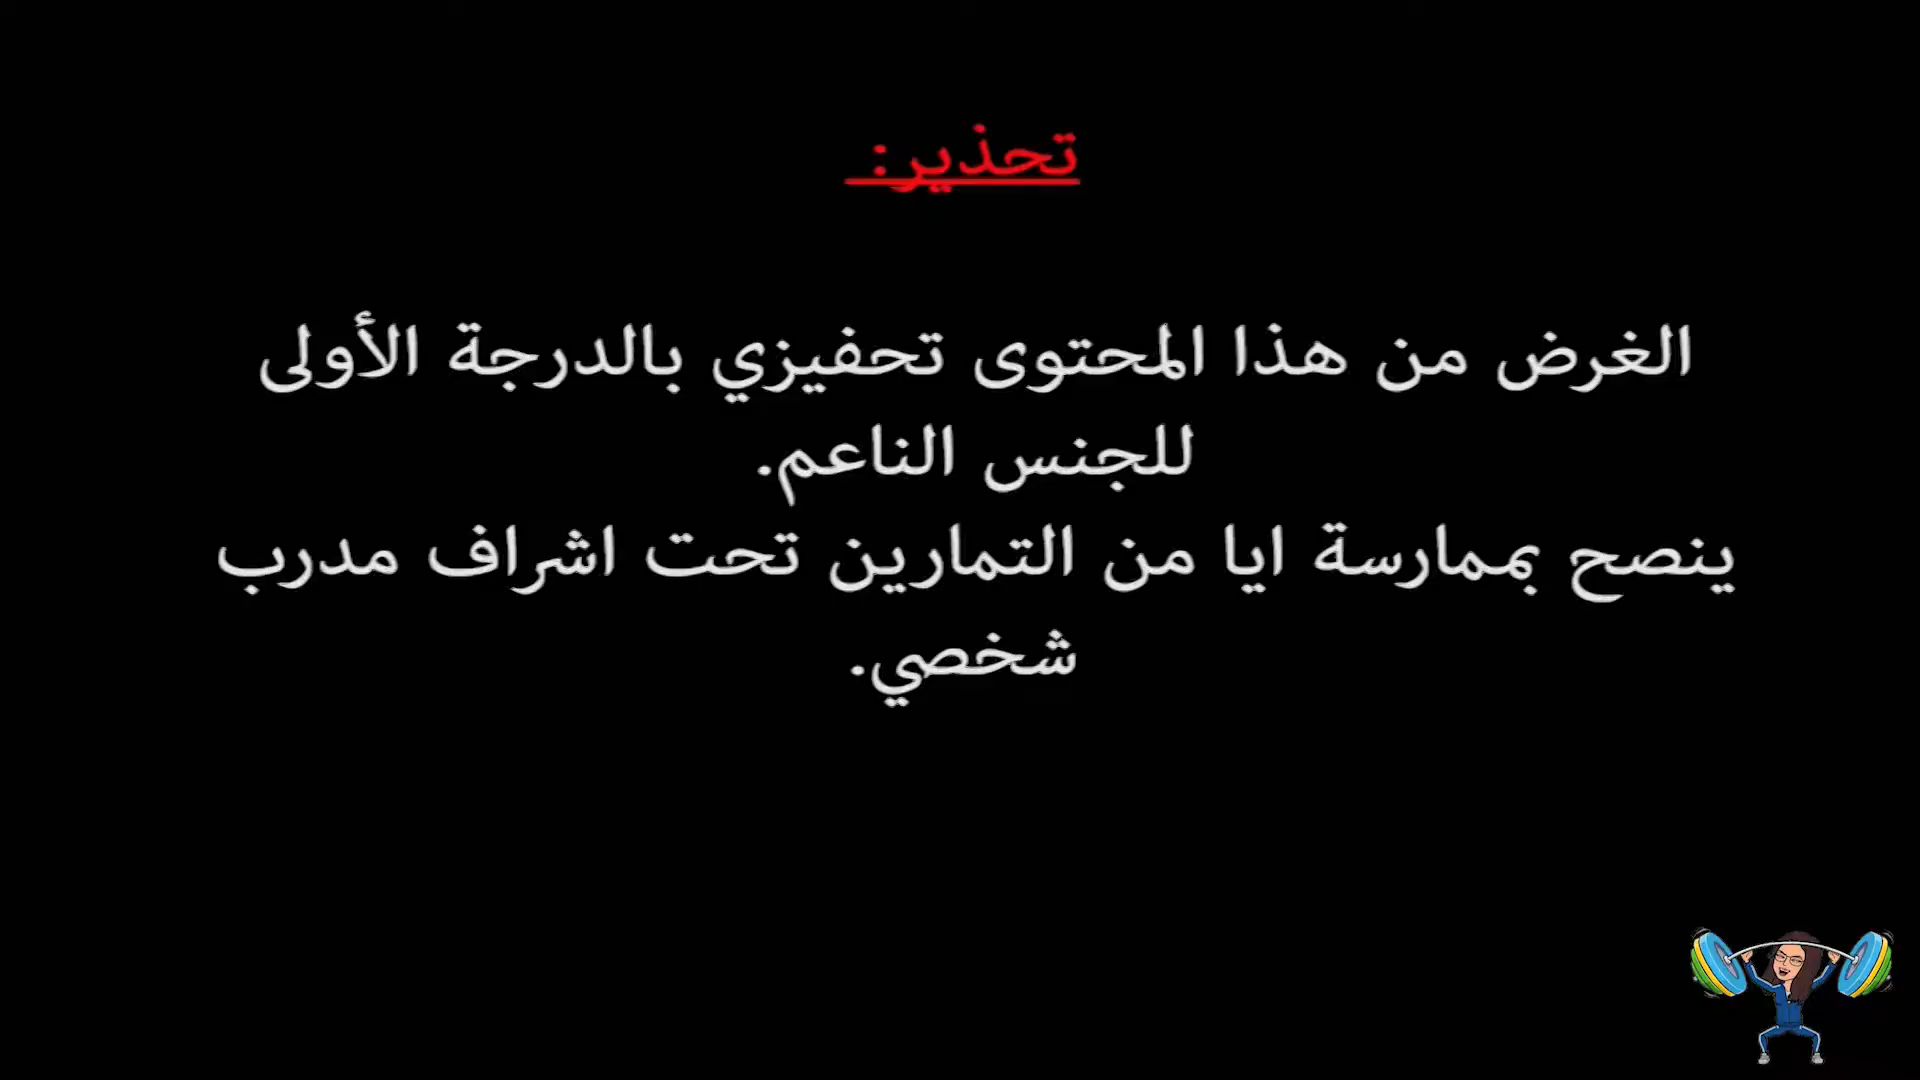 تحذير:
الغرض من هذا المحتوى تحفيزي بالدرجة الأولى
للجنس الناعم.
ينصح بممارسة ايا من التمارين تحت اشراف مدرب
شخصي.